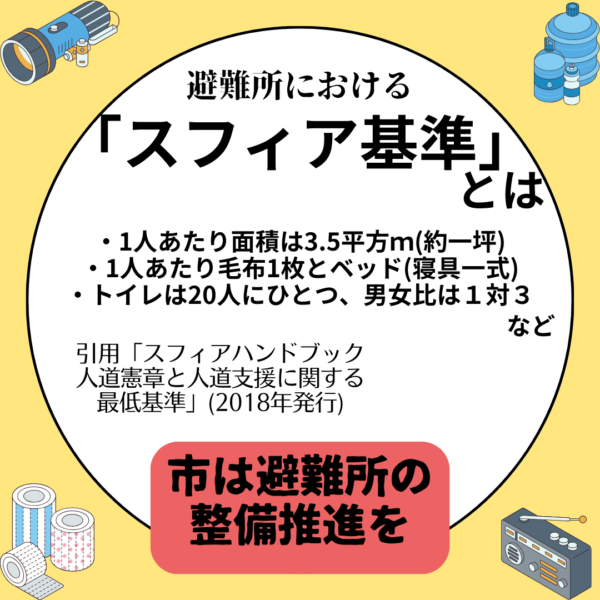 避難所における
「スフィア基準」
とは
・1人あたり面積は3.5平方m(約一坪)
・1人あたり毛布1枚とベッド(寝具一式)
・トイレは20人にひとつ、男女比は１対３
など
引用「スフィアハンドブック
人道憲章と人道支援に関する
最低基準」(2018年発行)
市は避難所の
整備推進を